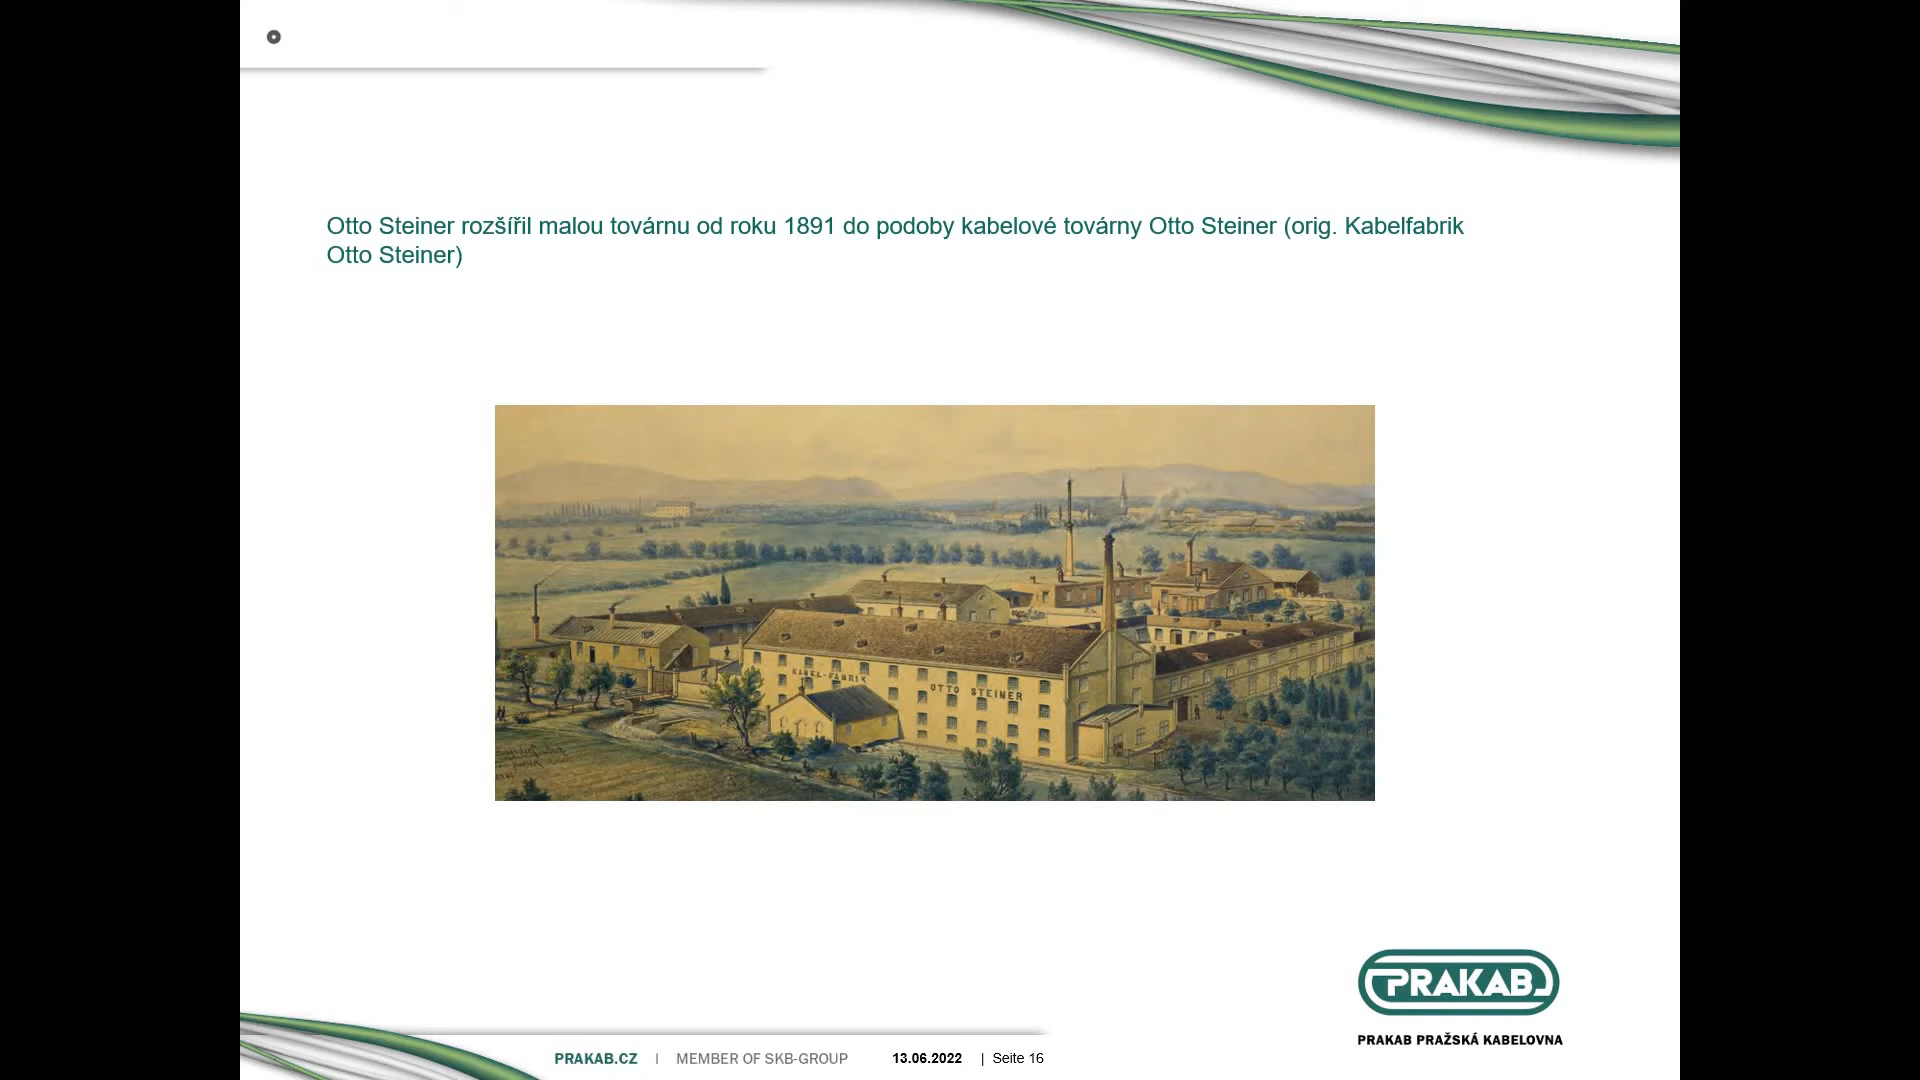 Otto Steiner rozšířil malou továrnu od roku 1891 do podoby kabelové továrny Otto Steiner (orig. Kabelfabrik
Otto Steiner)
KABEL-FABRIK
OTTO STEINER
PRAKAB
PRAKAB PRAŽSKÁ KABELOVNA
PRAKAB.CZ | MEMBER OF SKB-GROUP 13.06.2022 | Seite 16